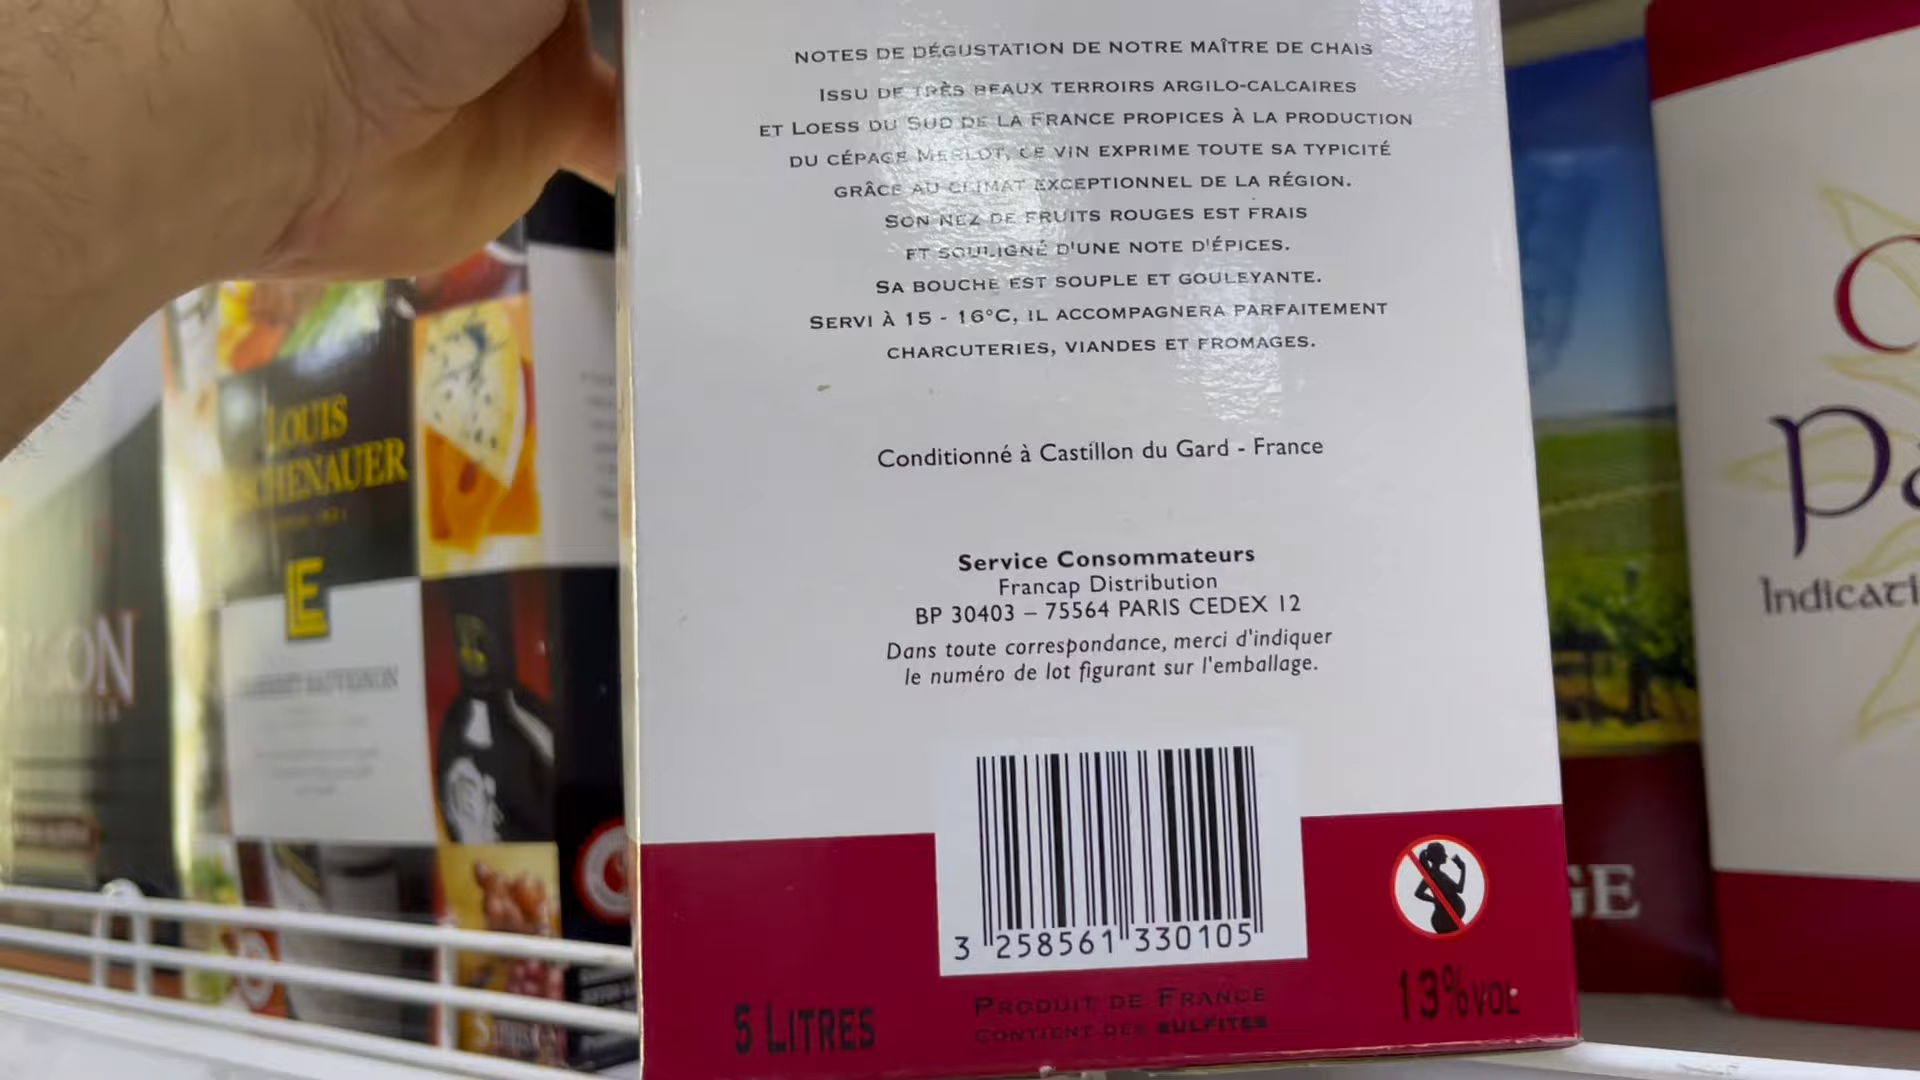 NOTES DE DÉGUSTATION DE NOTRE MAÎTRE DE CHAIS
ISSU DE TRÈS BEAUX TERROIRS ARGILO-CALCAIRES
ET LOESS DU SUD DE LA FRANCE PROPICES À LA PRODUCTION
DU CÉPAGE MERLOT, CE VIN EXPRIME TOUTE SA TYPICITÉ
GRÂCE AU CLIMAT EXCEPTIONNEL DE LA RÉGION.
SON NEZ DE FRUITS ROUGES EST FRAIS
ET SOULIGNÉ D'UNE NOTE D'ÉPICES.
SA BOUCHE EST SOUPLE ET GOULEYANTE.
SERVI À 15 - 16°C, IL ACCOMPAGNERA PARFAITEMENT
CHARCUTERIES, VIANDES ET FROMAGES.
Conditionné à Castillon du Gard - France
Service Consommateurs
Francap Distribution
BP 30403 – 75564 PARIS CEDEX 12
Dans toute correspondance, merci d'indiquer
le numéro de lot figurant sur l'emballage.
3 258561 330105
5 LITRES
PRODUIT DE FRANCE
CONTIENT DES SULFITES
13%VOL
LOUIS
ESCHENAUER
CABERNET SAUVIGNON